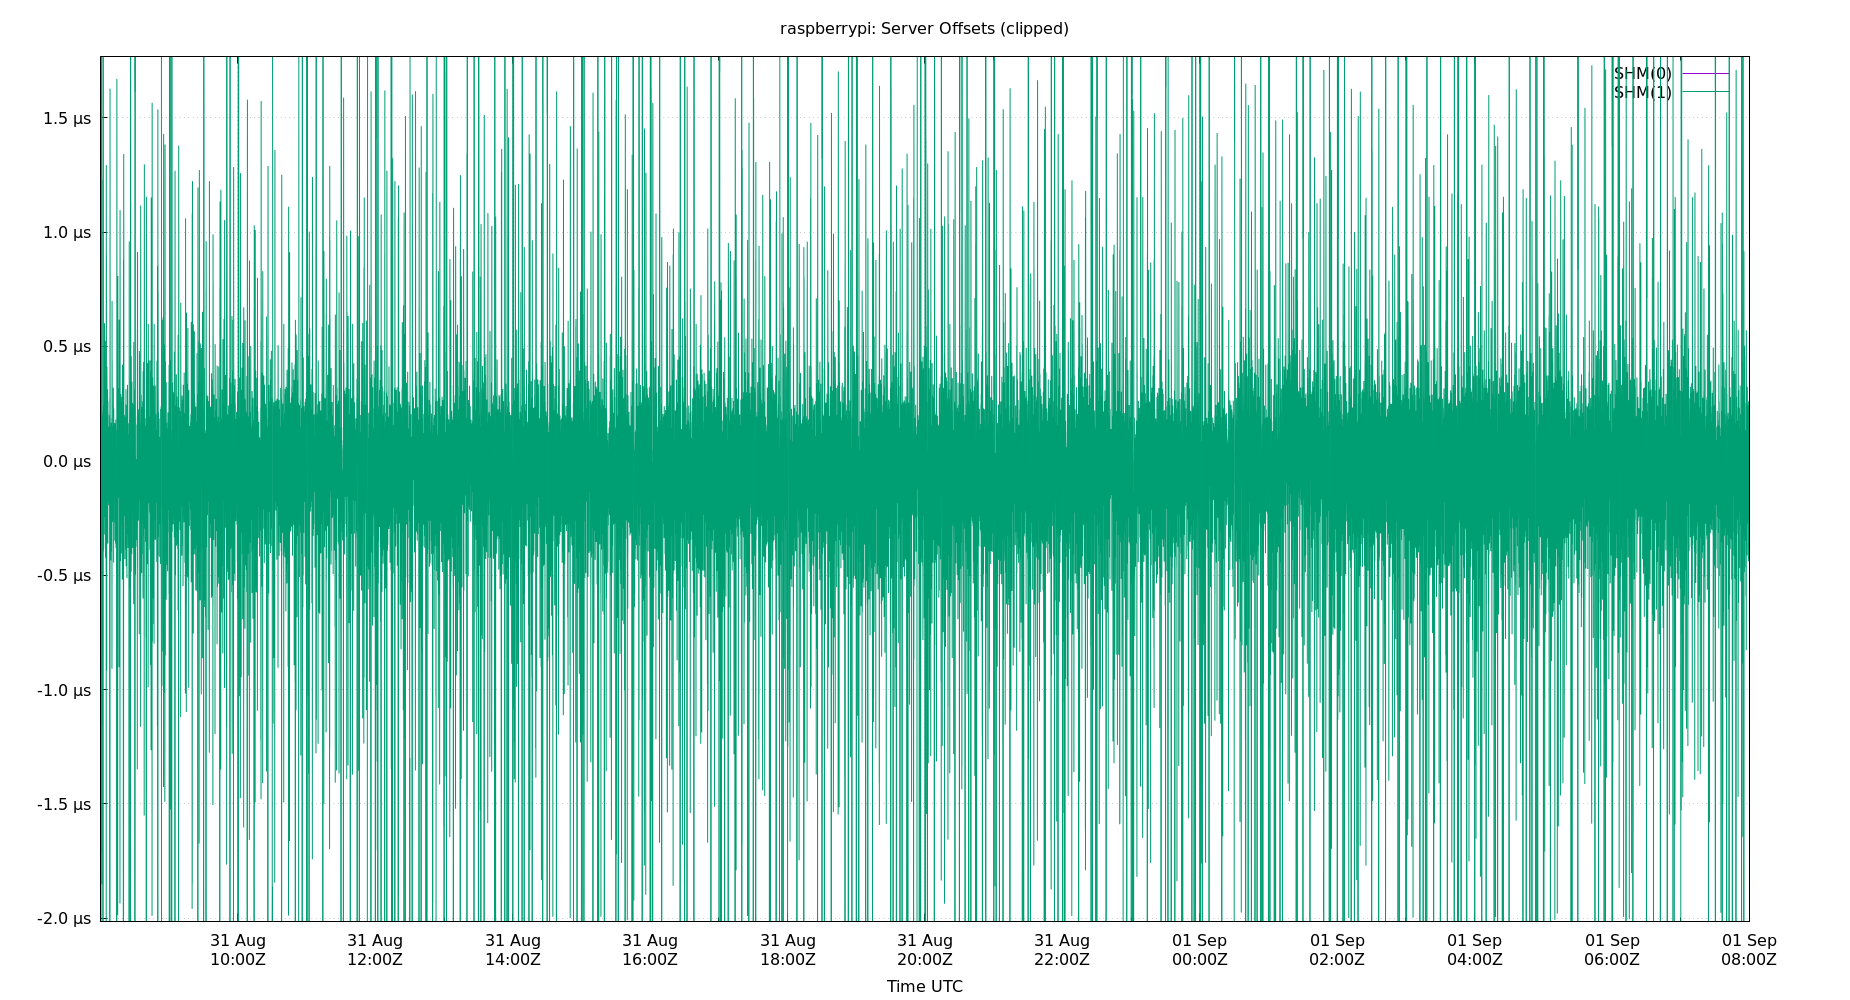 raspberrypi: Server Offsets (clipped)
SHM(0)
SHM(1)
1.5 µs
1.0 µs
0.5 µs
0.0 µs
-0.5 µs
-1.0 µs
-1.5 µs
-2.0 µs
31 Aug 31 Aug 31 Aug 31 Aug 31 Aug 31 Aug 31 Aug 01 Sep 01 Sep 01 Sep 01 Sep 01 Sep
10:00Z 12:00Z 14:00Z 16:00Z 18:00Z 20:00Z 22:00Z 00:00Z 02:00Z 04:00Z 06:00Z 08:00Z
Time UTC